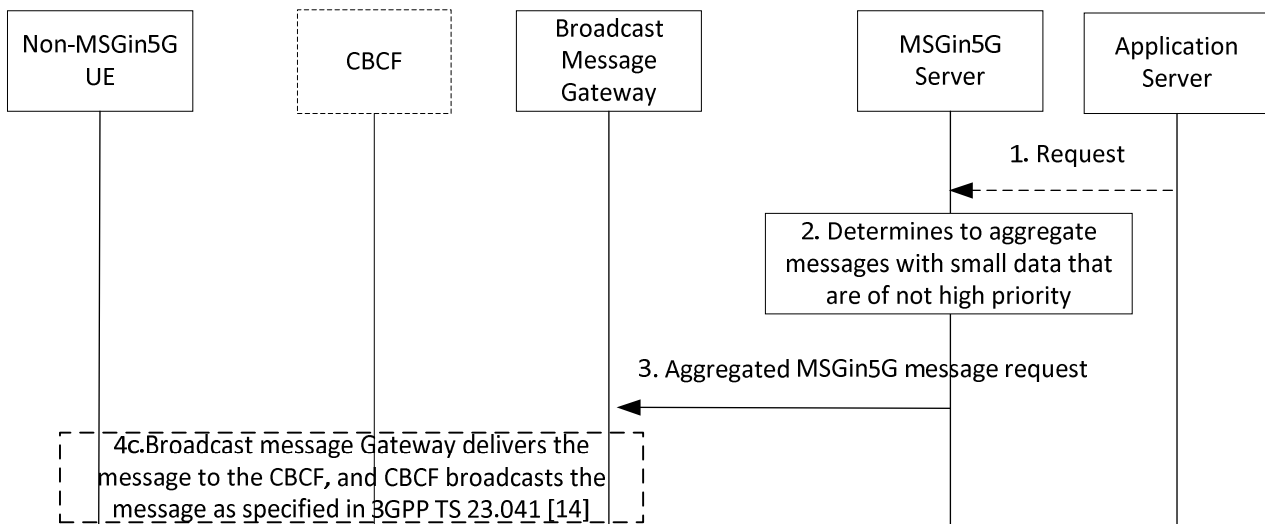 Non-MSGin5G
UE
CBCF
Broadcast
Message
Gateway
MSGin5G
Server
Application
Server
1. Request
2. Determines to aggregate
messages with small data that
are of not high priority
3. Aggregated MSGin5G message request
4c.Broadcast message Gateway delivers the
message to the CBCF, and CBCF broadcasts the
message as specified in 3GPP TS 23.041 [14]